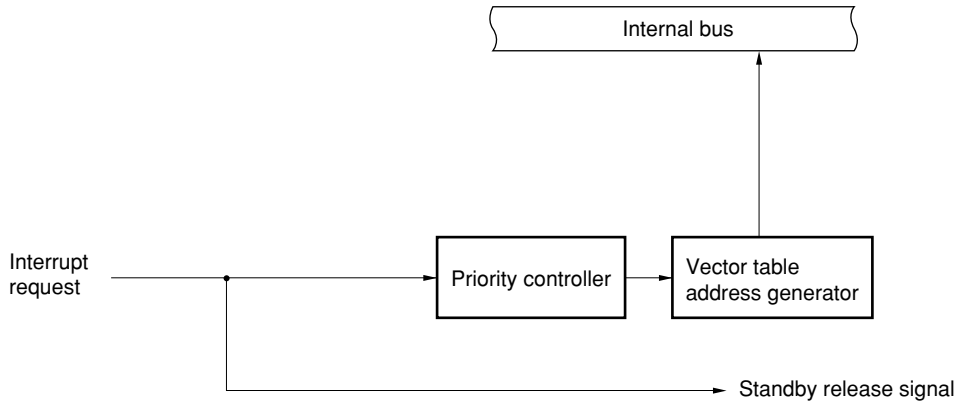 Internal bus
Interrupt
request
Priority controller
Vector table
address generator
Standby release signal